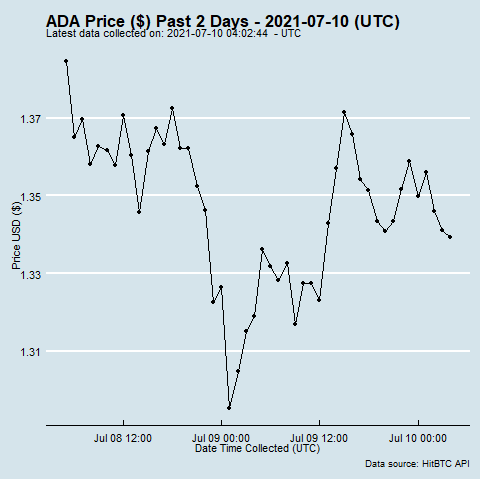 ADA Price ($) Past 2 Days - 2021-07-10 (UTC)
Latest data collected on: 2021-07-10 04:02:44  - UTC
1.37
1.35
1.33
1.31
Price USD ($)
Jul 08 12:00
Jul 09 00:00
Jul 09 12:00
Jul 10 00:00
Date Time Collected (UTC)
Data source: HitBTC API